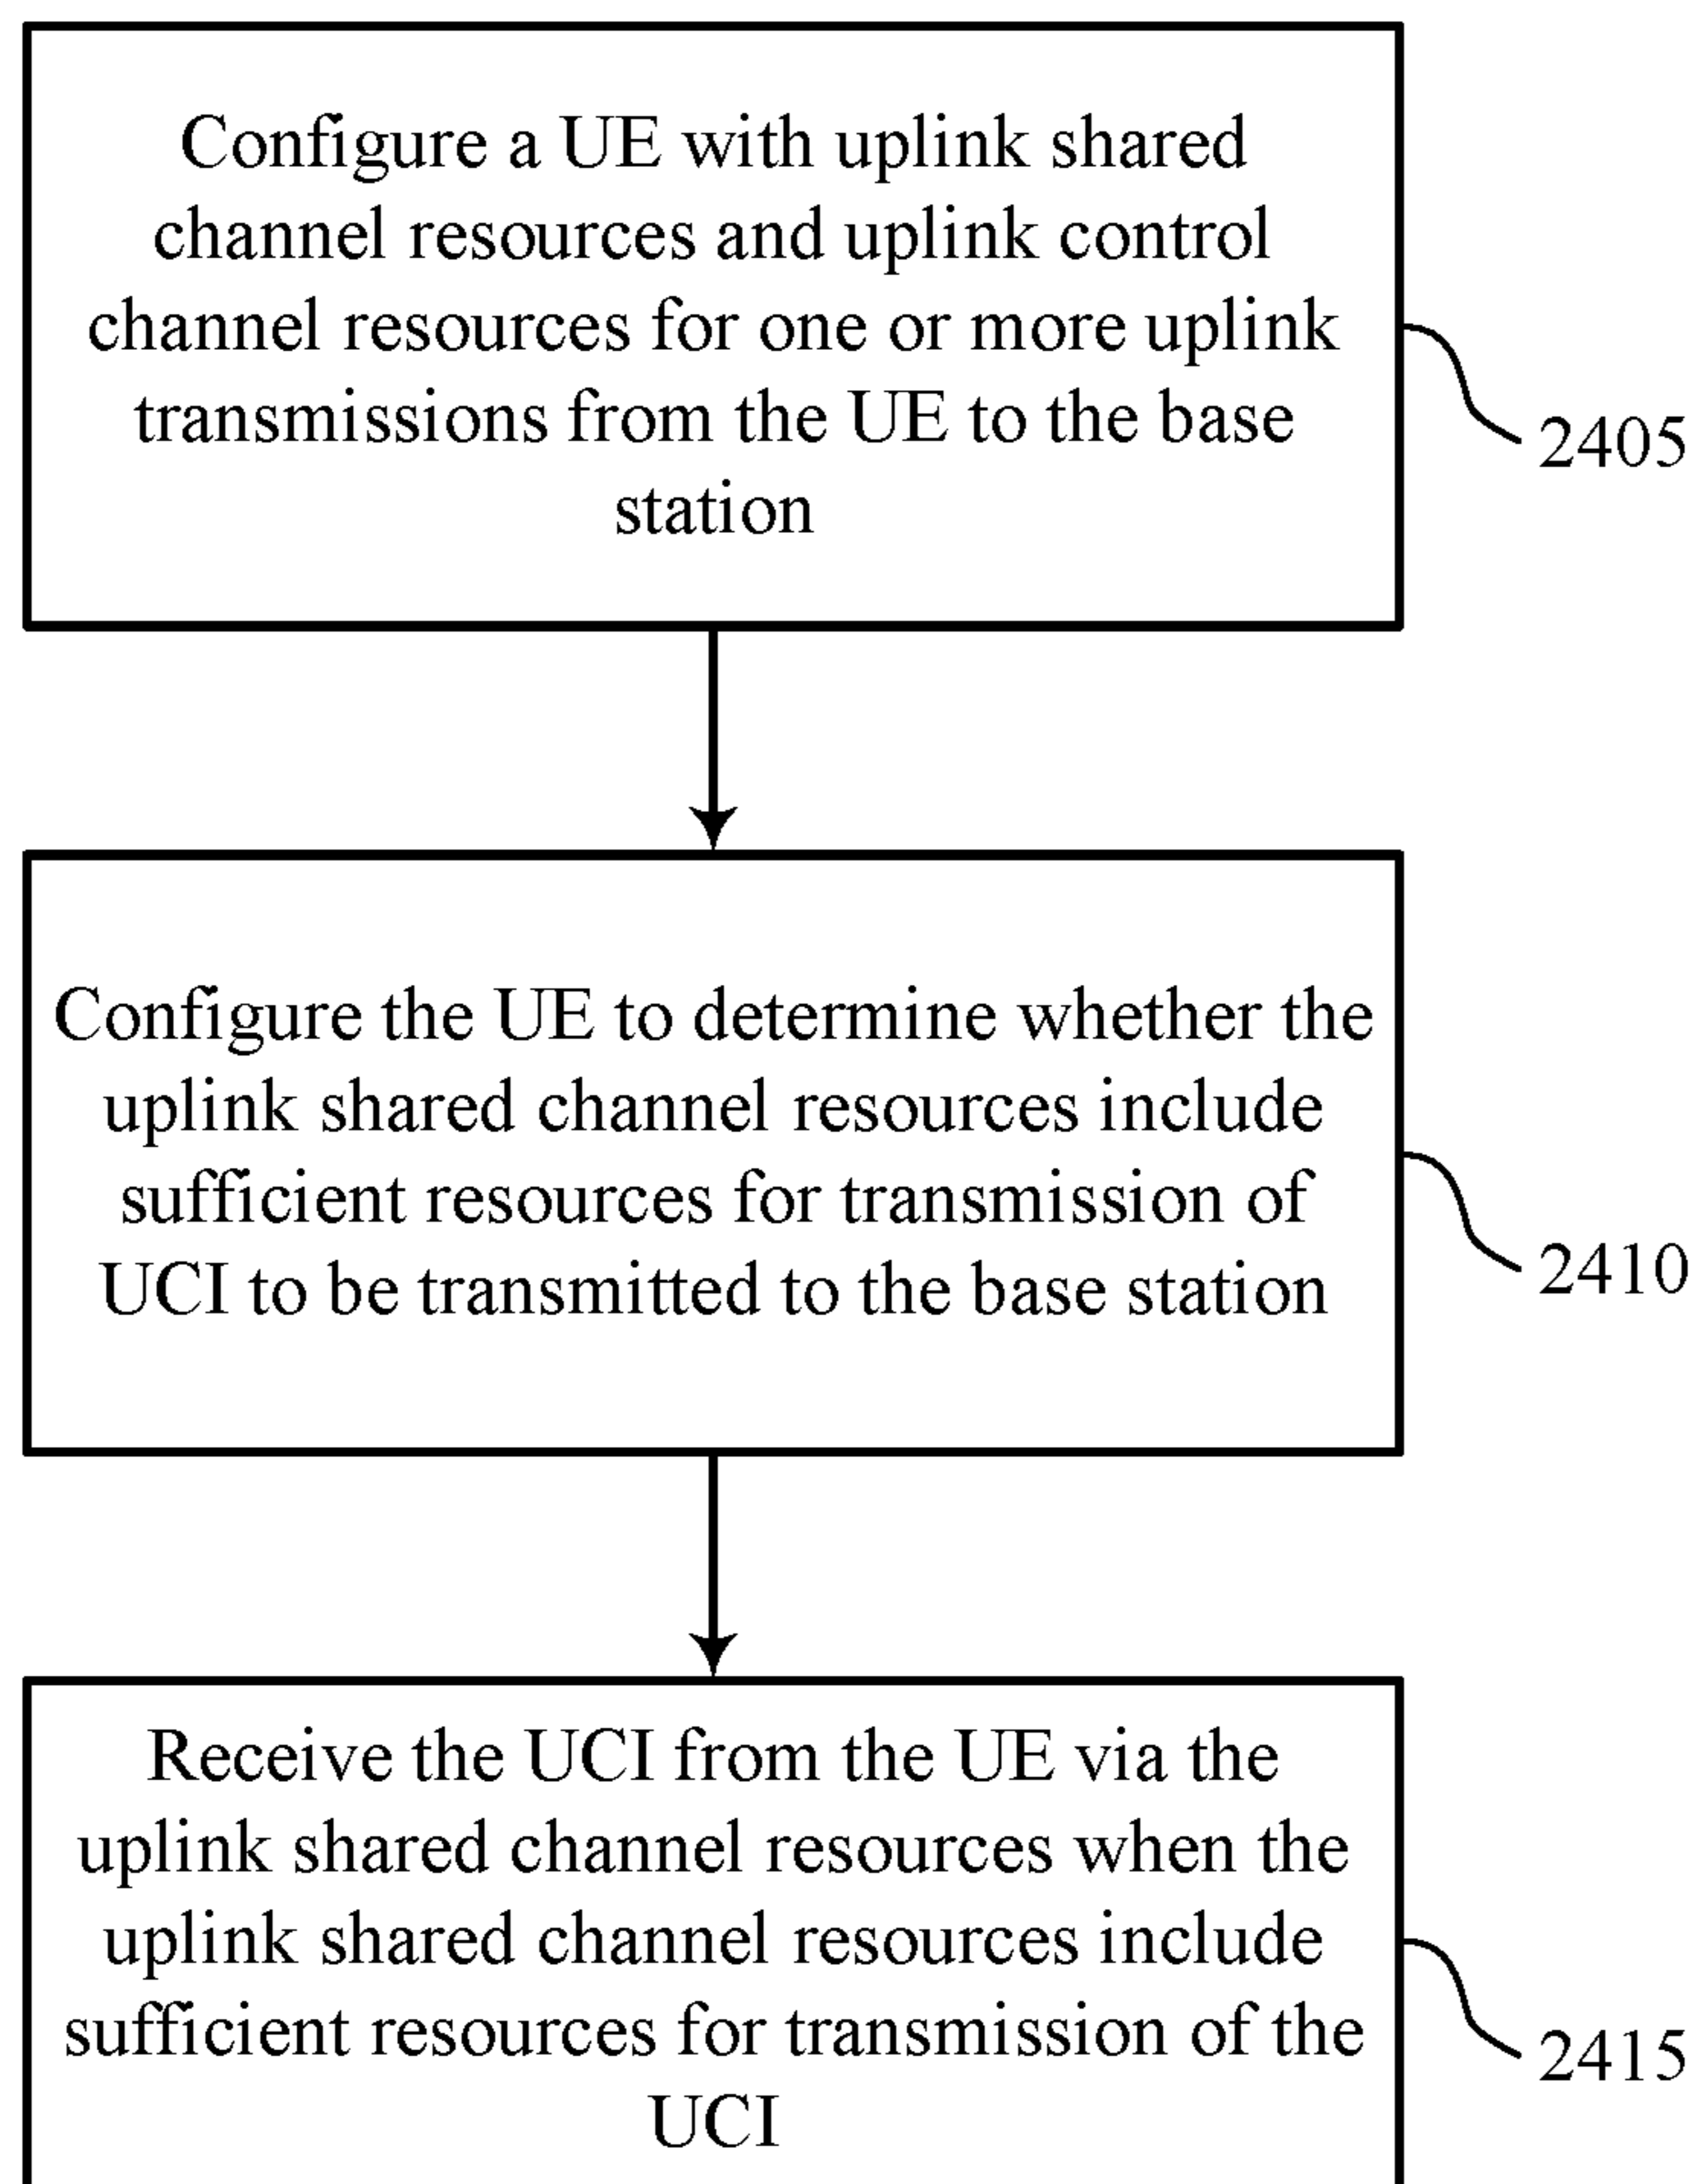 Configure a UE with uplink shared
channel resources and uplink control
channel resources for one or more uplink
transmissions from the UE to the base
station
2405
Configure the UE to determine whether the
uplink shared channel resources include
sufficient resources for transmission of
UCI to be transmitted to the base station
2410
Receive the UCI from the UE via the
uplink shared channel resources when the
uplink shared channel resources include
sufficient resources for transmission of the
UCI
2415